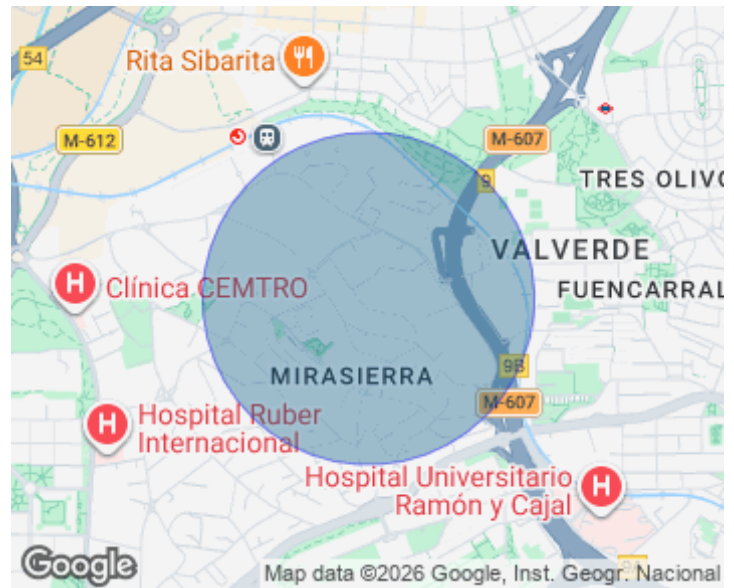 54
Rita Sibarita
M-612
M-607
9
TRES OLIVO
VALVERDE
Clínica CEMTRO
FUENCARRAL
MIRASIERRA
9B
M-607
Hospital Ruber
Internacional
Hospital Universitario
Ramón y Cajal
Google
Map data ©2026 Google, Inst. Geogr. Nacional